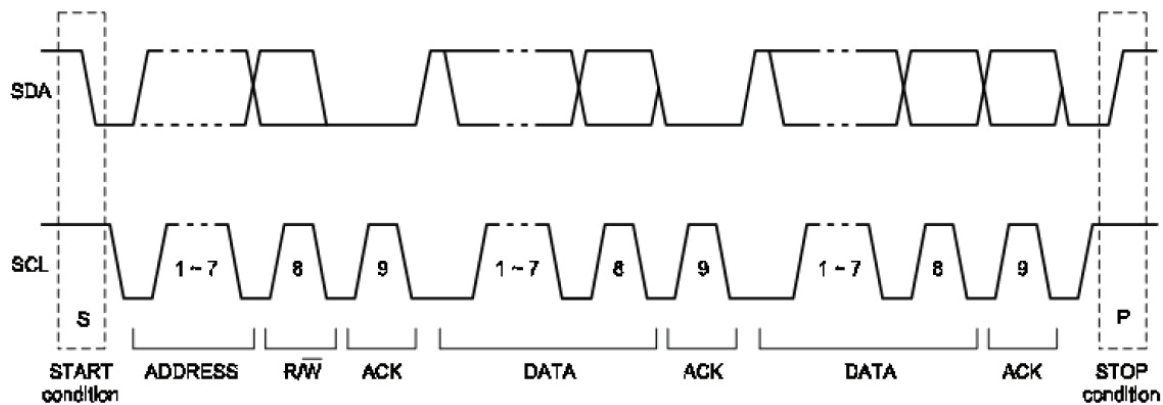 SDA
SCL
1 ~ 7
8
9
1 ~ 7
8
9
1 ~ 7
8
9
S
P
START
condition
ADDRESS
R/W̅
ACK
DATA
ACK
DATA
ACK
STOP
condition